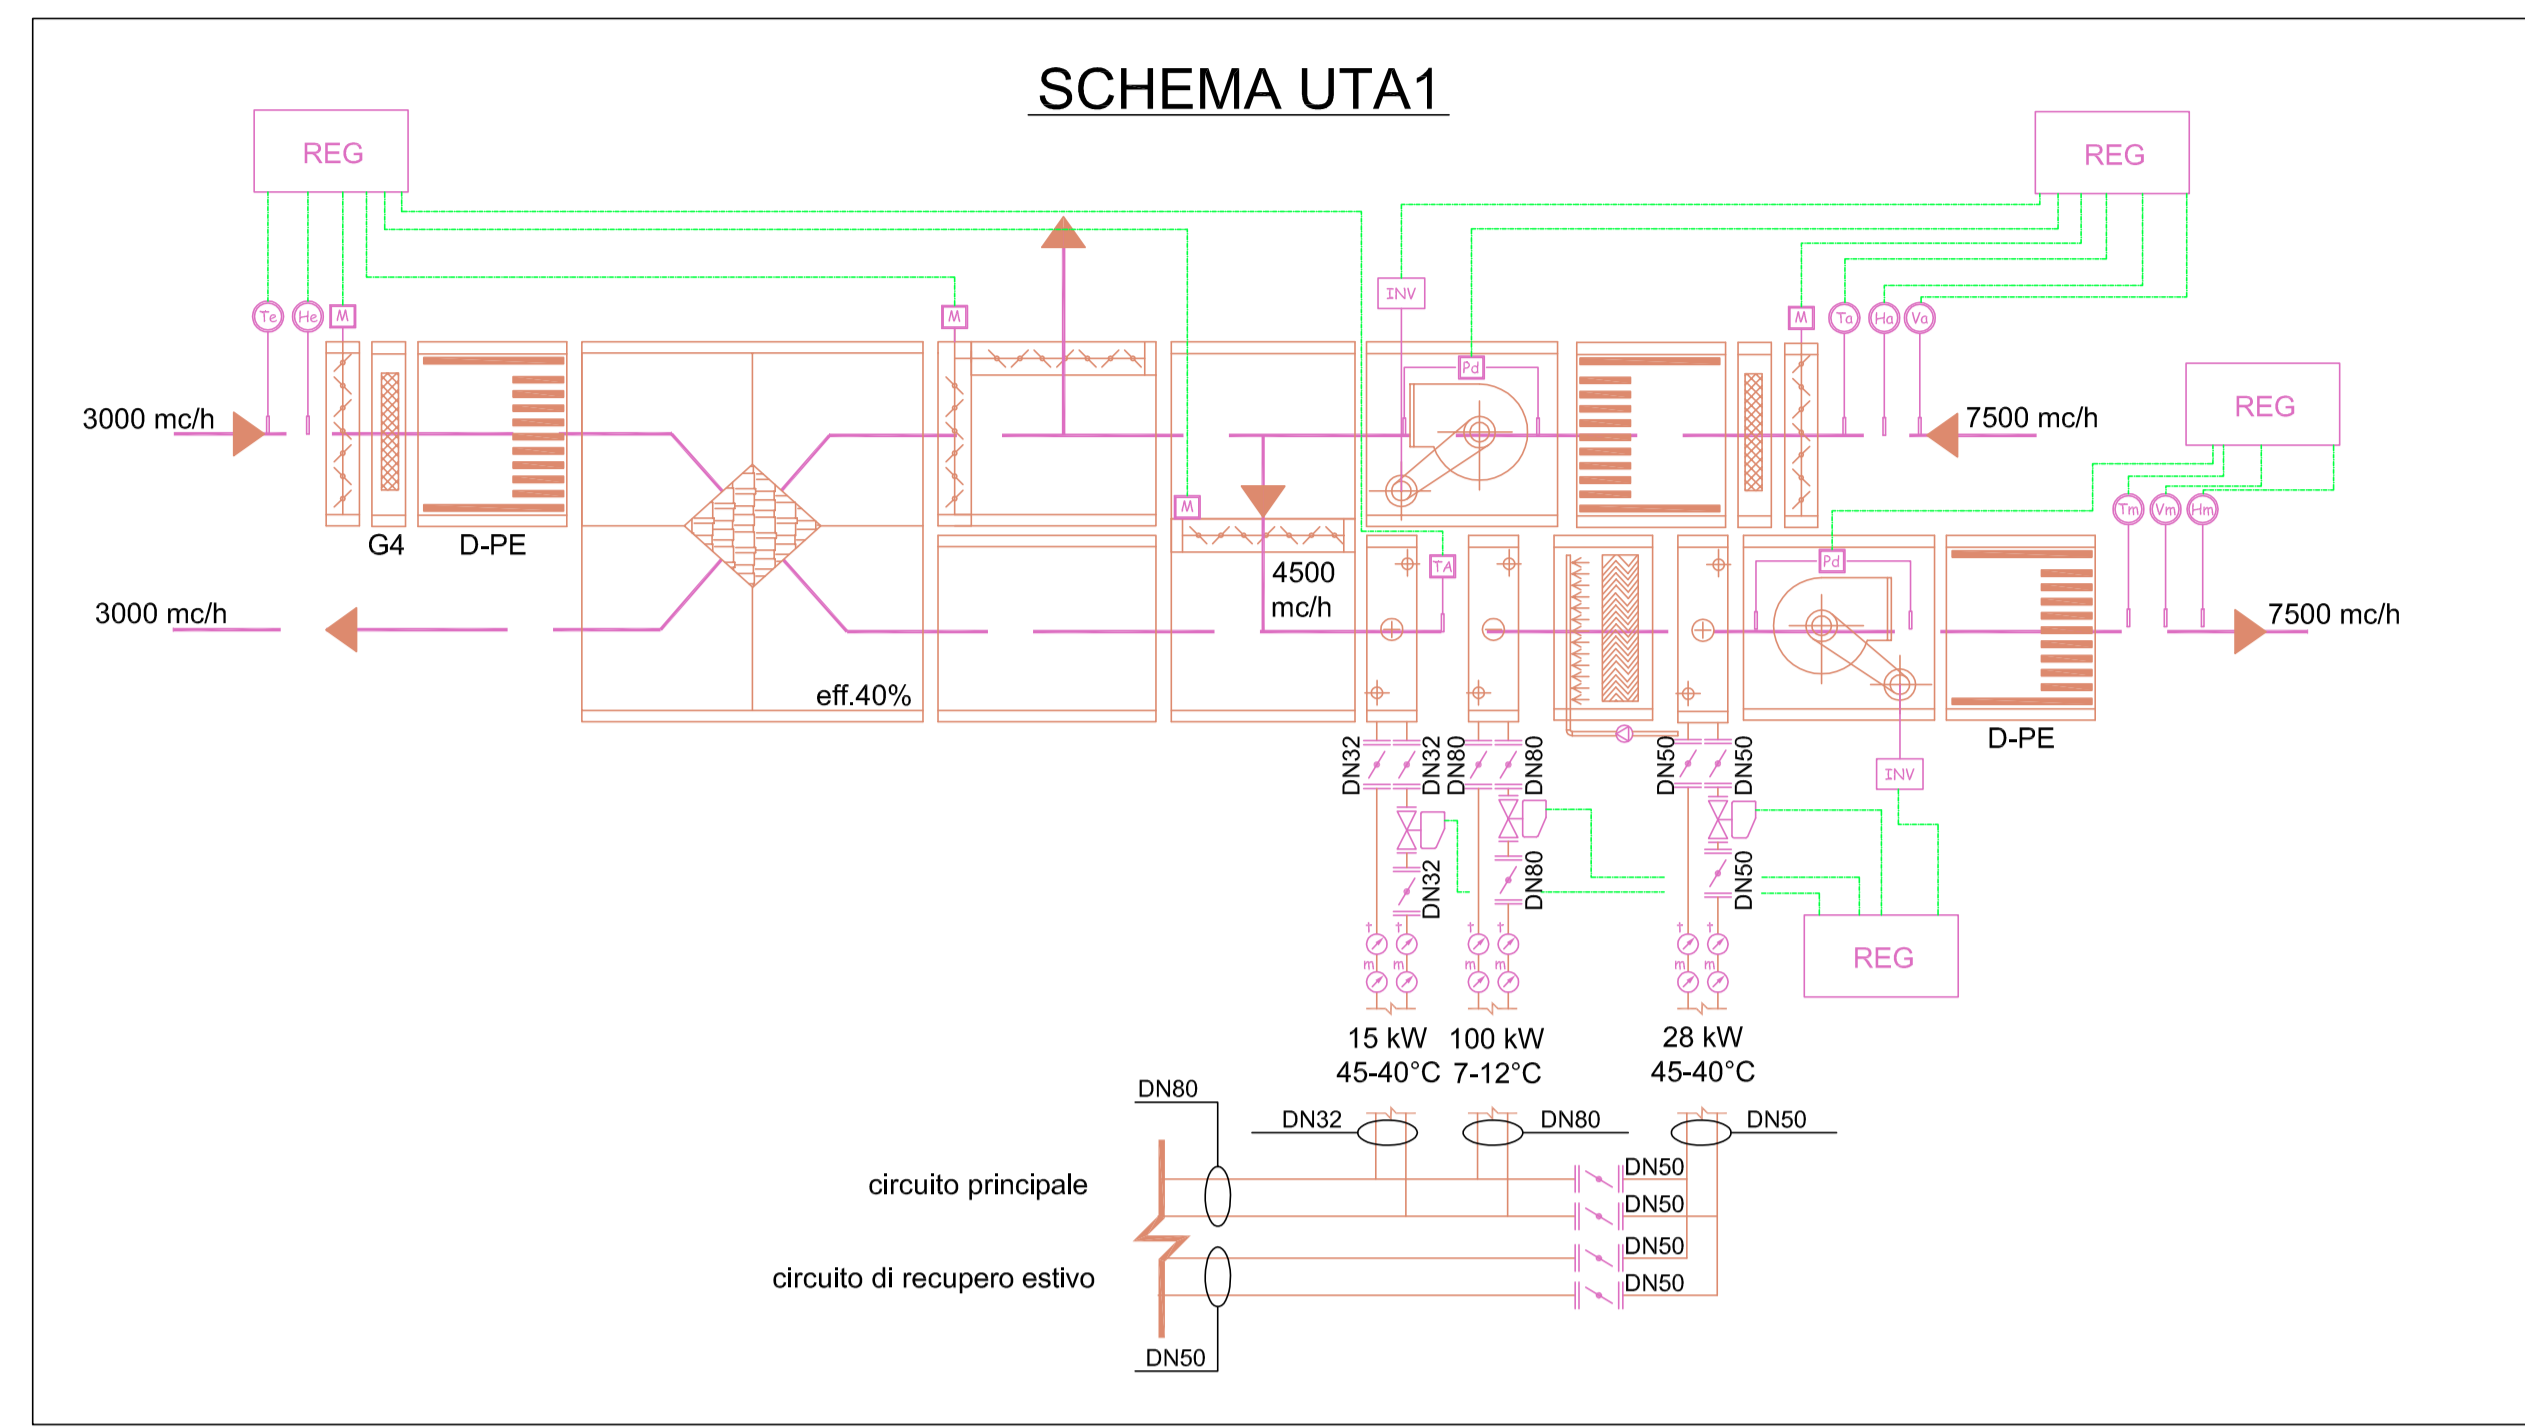 SCHEMA UTA1
REG
REG
INV
Te
He
M
M
M
Ta
Ha
Va
Pd
REG
3000 mc/h
7500 mc/h
M
Tm
Vm
Hm
G4
D-PE
TA
Pd
4500
mc/h
3000 mc/h
7500 mc/h
eff.40%
D-PE
DN32
DN32
DN80
DN80
DN50
DN50
INV
DN32
DN80
DN50
t
t
t
t
t
t
REG
m
m
m
m
m
m
15 kW
100 kW
28 kW
45-40°C
7-12°C
45-40°C
DN80
DN32
DN80
DN50
circuito principale
DN50
DN50
DN50
circuito di recupero estivo
DN50
DN50